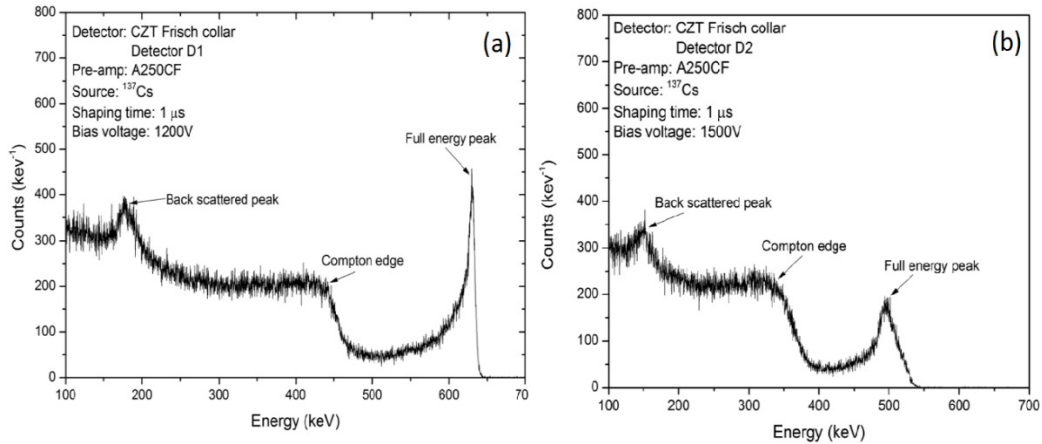 800
700
600
500
400
300
200
100
0
Counts (kev⁻¹)
Detector: CZT Frisch collar
Detector D1
Pre-amp: A250CF
Source: ¹³⁷Cs
Shaping time: 1 μs
Bias voltage: 1200V
(a)
Full energy peak
Back scattered peak
Compton edge
100 200 300 400 500 600 70
Energy (keV)
800
700
600
500
400
300
200
100
0
Counts (keV⁻¹)
Detector: CZT Frisch collar
Detector D2
Pre-amp: A250CF
Source: ¹³⁷Cs
Shaping time: 1 μs
Bias voltage: 1500V
(b)
Back scattered peak
Compton edge
Full energy peak
100 200 300 400 500 600 700
Energy (keV)